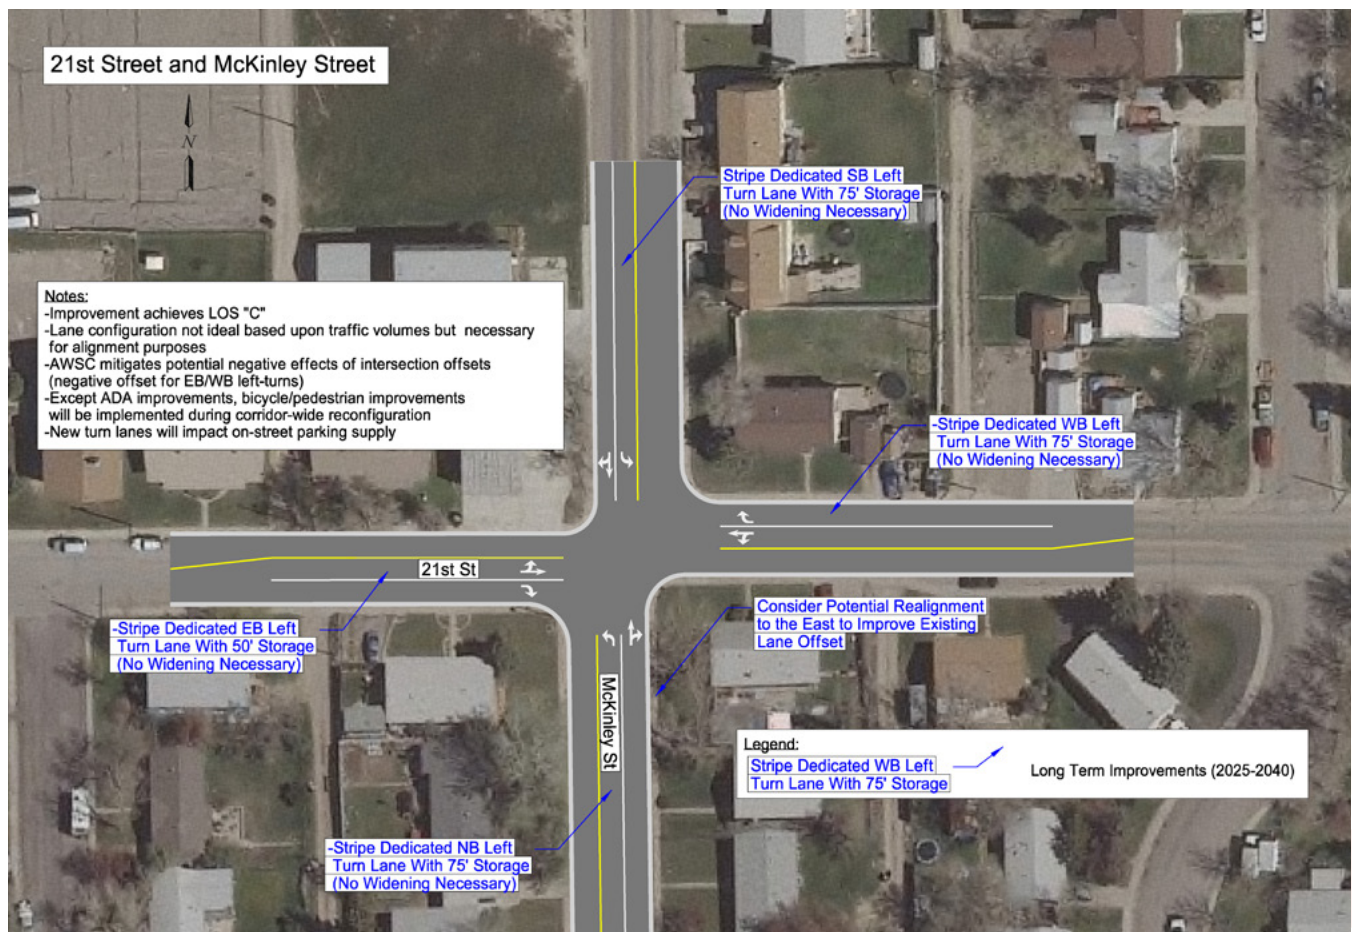 21st Street and McKinley Street
N
Stripe Dedicated SB Left
Turn Lane With 75' Storage
(No Widening Necessary)
Notes:
-Improvement achieves LOS "C"
-Lane configuration not ideal based upon traffic volumes but necessary
for alignment purposes
-AWSC mitigates potential negative effects of intersection offsets
(negative offset for EB/WB left-turns)
-Except ADA improvements, bicycle/pedestrian improvements
will be implemented during corridor-wide reconfiguration
-New turn lanes will impact on-street parking supply
-Stripe Dedicated WB Left
Turn Lane With 75' Storage
(No Widening Necessary)
21st St
-Stripe Dedicated EB Left
Turn Lane With 50' Storage
(No Widening Necessary)
Consider Potential Realignment
to the East to Improve Existing
Lane Offset
McKinley St
Legend:
Stripe Dedicated WB Left
Turn Lane With 75' Storage
Long Term Improvements (2025-2040)
-Stripe Dedicated NB Left
Turn Lane With 75' Storage
(No Widening Necessary)